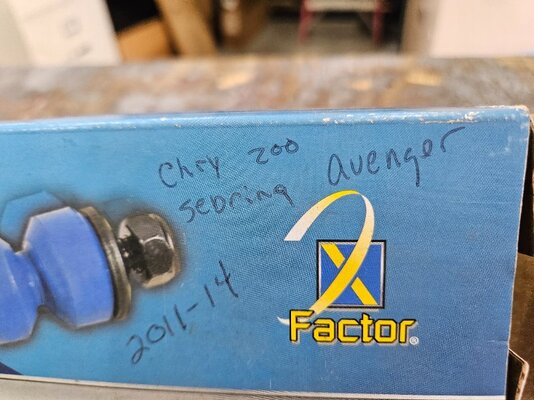 Chry 200 avenger
sebring
2011-14
X
Factor®